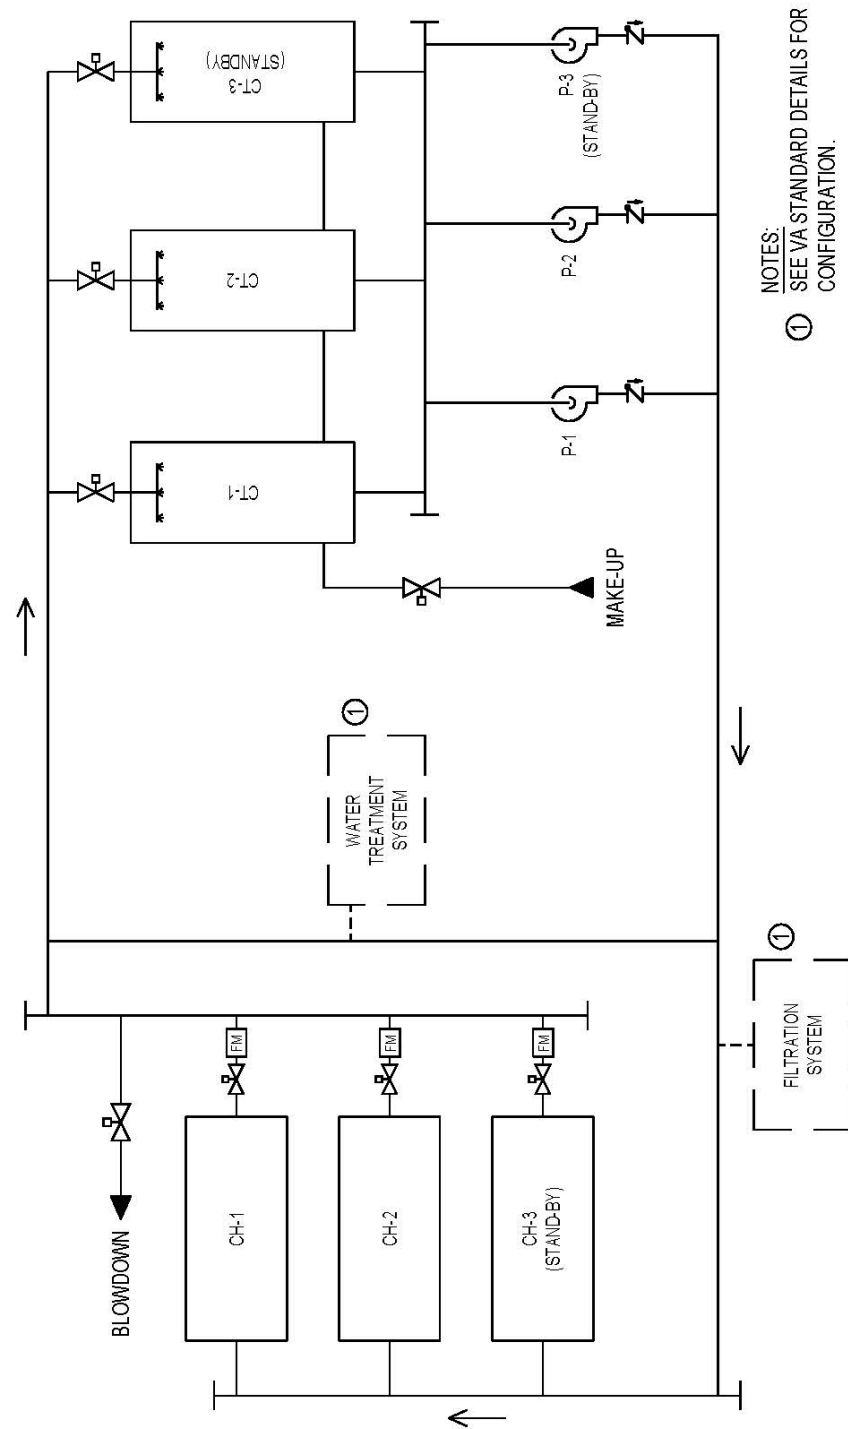 BLOWDOWN
CH-1
CH-2
CH-3
(STAND-BY)
FM
FM
FM
WATER
TREATMENT
SYSTEM
1
FILTRATION
SYSTEM
1
MAKE-UP
CT-1
CT-2
CT-3
(STANDBY)
P-1
P-2
P-3
(STAND-BY)
NOTES:
1 SEE VA STANDARD DETAILS FOR
CONFIGURATION.